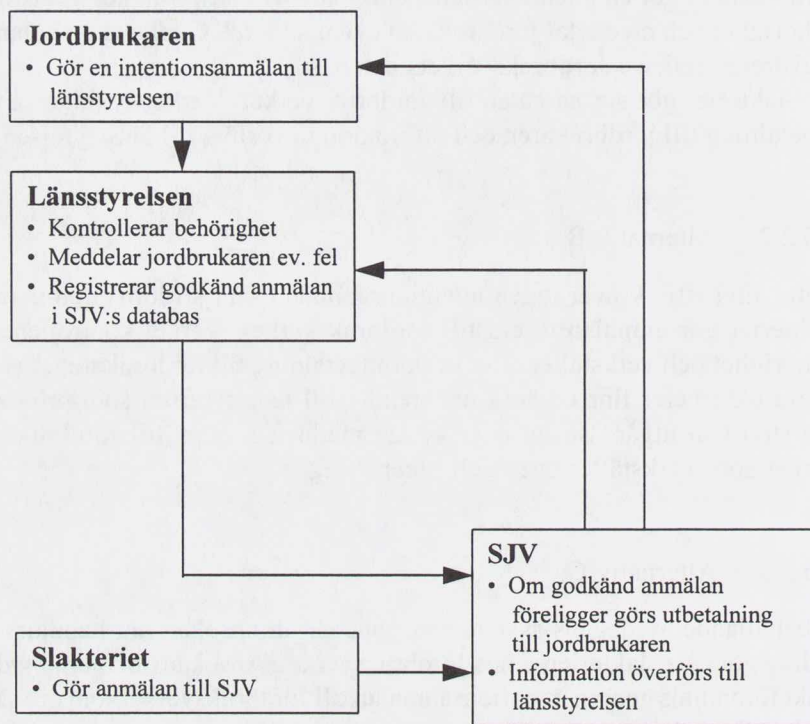 Jordbrukaren
• Gör en intentionsanmälan till
länsstyrelsen
Länsstyrelsen
• Kontrollerar behörighet
• Meddelar jordbrukaren ev. fel
• Registrerar godkänd anmälan
i SJV:s databas
SJV
• Om godkänd anmälan
föreligger görs utbetalning
till jordbrukaren
• Information överförs till
länsstyrelsen
Slakteriet
• Gör anmälan till SJV